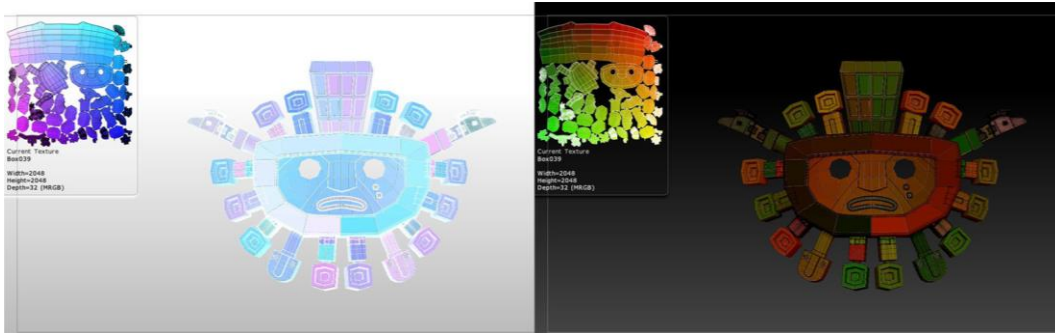 Current Texture
Box039
Width=2048
Height=2048
Depth=32 (MRGB)
Current Texture
Box039
Width=2048
Height=2048
Depth=32 (MRGB)